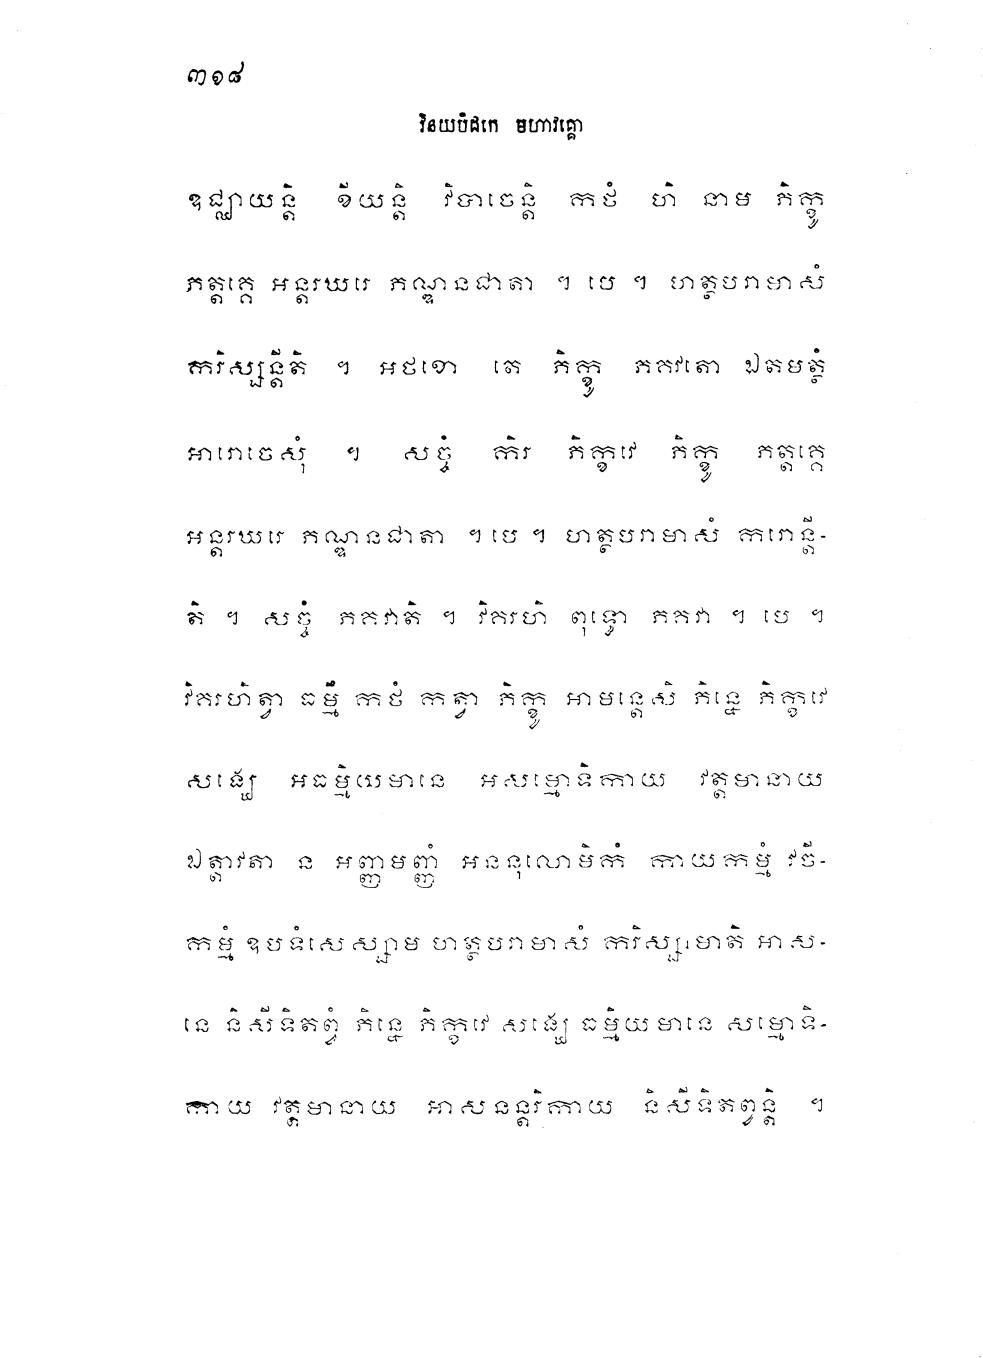 ៣១៨
វិនយបិដកេ មហាវគ្គោ
ឧជ្ឈាយន្តិ ខីយន្តិ វិបាចេន្តិ កថំ ហិ នាម ភិក្ខូ
ភត្តគ្គេ អន្តរឃរេ ភណ្ឌនជាតា ។ បេ ។ ហត្ថបរាមាសំ
ករិស្សន្តីតិ ។ អថខោ តេ ភិក្ខូ ភគវតោ ឯតមត្ថំ
អារោចេសុំ ។ សច្ចំ កិរ ភិក្ខវេ ភិក្ខូ ភត្តគ្គេ
អន្តរឃរេ ភណ្ឌនជាតា ។ បេ ។ ហត្ថបរាមាសំ ករោន្តី-
តិ ។ សច្ចំ ភគវាតិ ។ វិគរហិ ពុទ្ធោ ភគវា ។ បេ ។
វិគរហិត្វា ធម្មឹ កថំ កត្វា ភិក្ខូ អាមន្តេសិ ភិន្នេ ភិក្ខវេ
សង្ឃេ អធម្មិយមានេ អសម្មោទិកាយ វត្តមានាយ
ឯត្តាវតា ន អញ្ញមញ្ញំ អននុលោមិកំ កាយកម្មំ វចី-
កម្មំ ឧបទំសេស្សាម ហត្ថបរាមាសំ ករិស្សាមាតិ អាស-
នេ និសីទិតព្វំ ភិន្នេ ភិក្ខវេ សង្ឃេ ធម្មិយមានេ សម្មោទិ-
កាយ វត្តមានាយ អាសនន្តរិកាយ និសីទិតព្វន្តិ ។